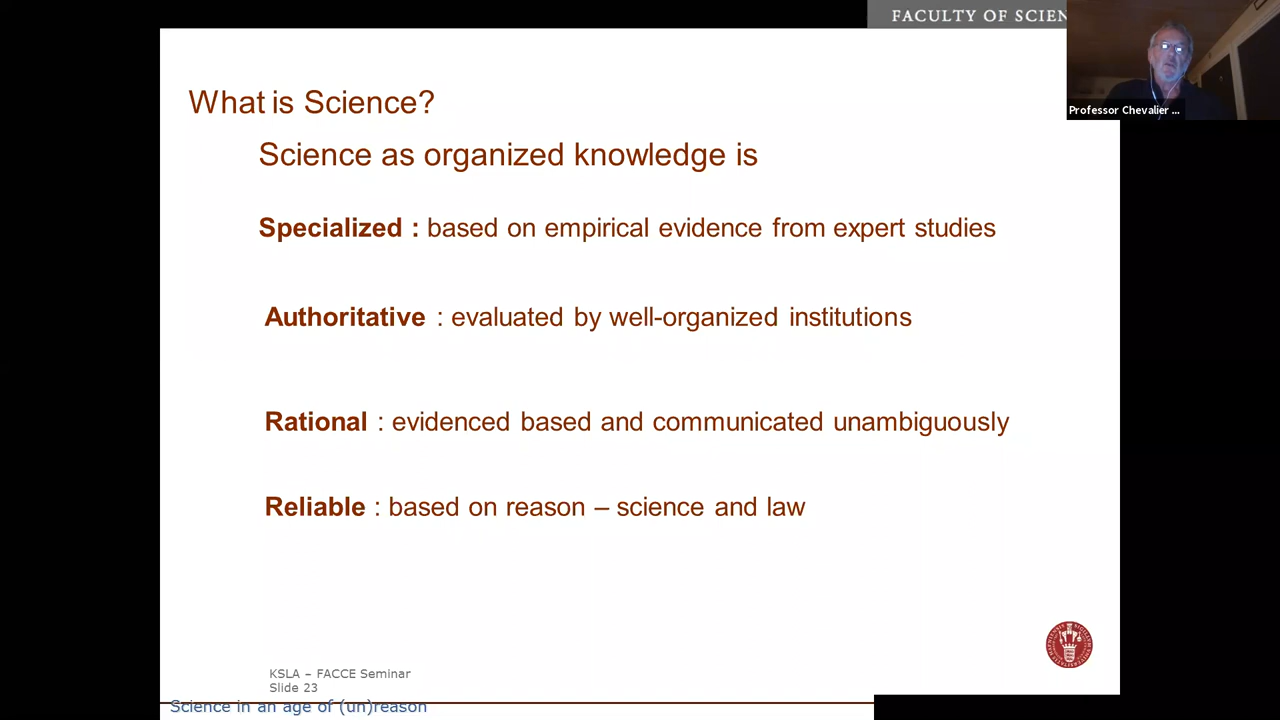 FACULTY OF SCIEN
Professor Chevalier ...
What is Science?
Science as organized knowledge is
Specialized : based on empirical evidence from expert studies
Authoritative : evaluated by well-organized institutions
Rational : evidenced based and communicated unambiguously
Reliable : based on reason – science and law
KSLA – FACCE Seminar
Slide 23
Science in an age of (un)reason